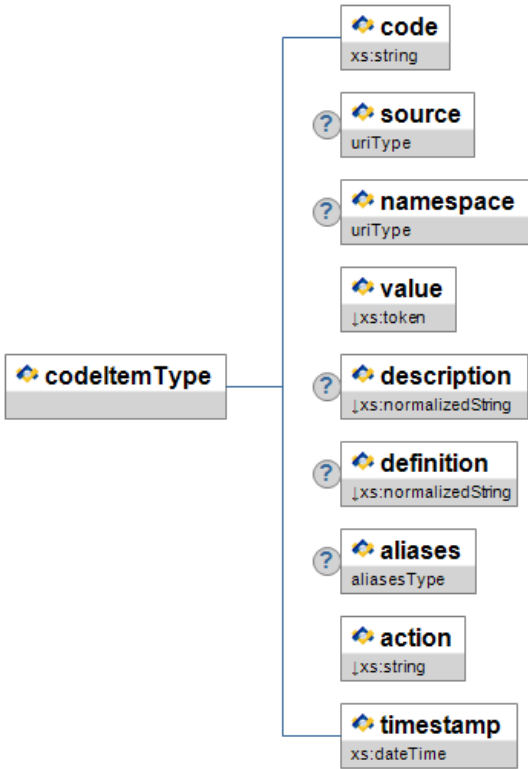 code
xs:string
?
source
uriType
?
namespace
uriType
value
↓xs:token
codeItemType
?
description
↓xs:normalizedString
?
definition
↓xs:normalizedString
?
aliases
aliasesType
action
↓xs:string
timestamp
xs:dateTime